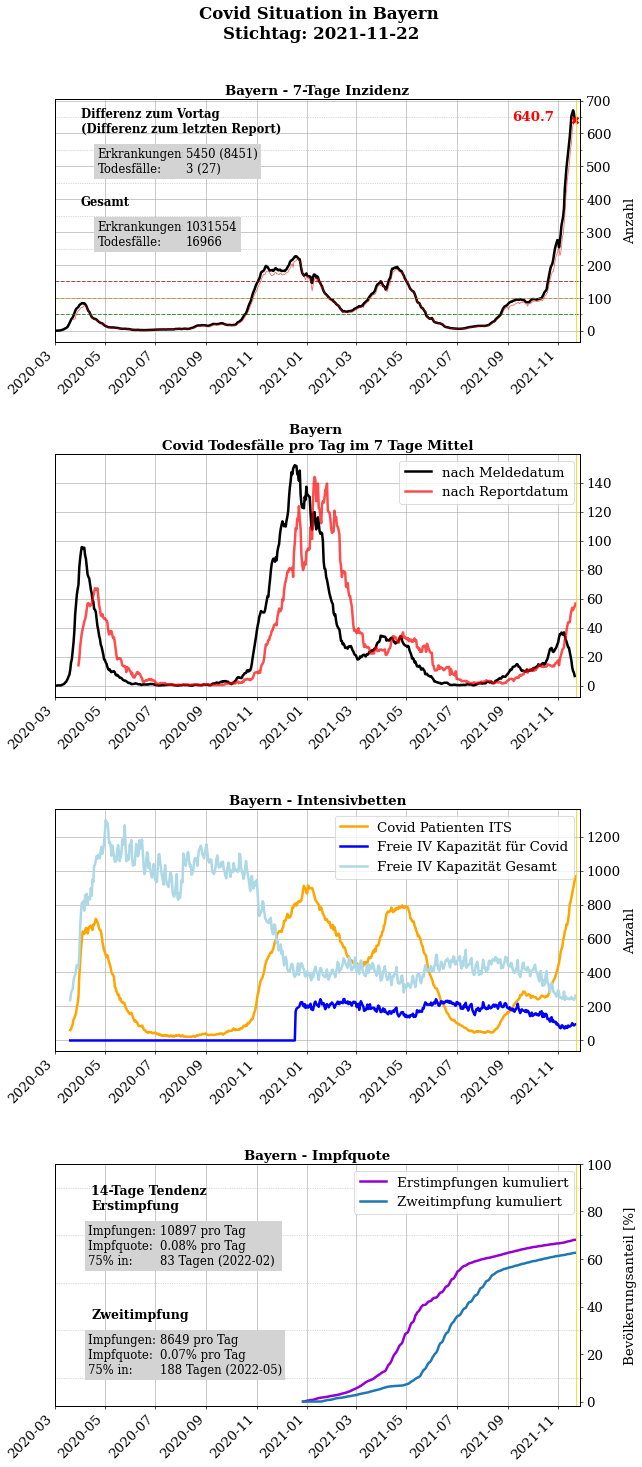 Covid Situation in Bayern
Stichtag: 2021-11-22
Bayern - 7-Tage Inzidenz
Differenz zum Vortag
(Differenz zum letzten Report)
Erkrankungen 5450 (8451)
Todesfälle: 3 (27)
Gesamt
Erkrankungen 1031554
Todesfälle: 16966
640.7
700
600
500
400
300
200
100
0
Anzahl
2020-03
2020-05
2020-07
2020-09
2020-11
2021-01
2021-03
2021-05
2021-07
2021-09
2021-11
Bayern
Covid Todesfälle pro Tag im 7 Tage Mittel
nach Meldedatum
nach Reportdatum
140
120
100
80
60
40
20
0
2020-03
2020-05
2020-07
2020-09
2020-11
2021-01
2021-03
2021-05
2021-07
2021-09
2021-11
Bayern - Intensivbetten
Covid Patienten ITS
Freie IV Kapazität für Covid
Freie IV Kapazität Gesamt
1200
1000
800
600
400
200
0
Anzahl
2020-03
2020-05
2020-07
2020-09
2020-11
2021-01
2021-03
2021-05
2021-07
2021-09
2021-11
Bayern - Impfquote
14-Tage Tendenz
Erstimpfung
Impfungen: 10897 pro Tag
Impfquote: 0.08% pro Tag
75% in: 83 Tagen (2022-02)
Zweitimpfung
Impfungen: 8649 pro Tag
Impfquote: 0.07% pro Tag
75% in: 188 Tagen (2022-05)
Erstimpfungen kumuliert
Zweitimpfung kumuliert
100
80
60
40
20
0
Bevölkerungsanteil [%]
2020-03
2020-05
2020-07
2020-09
2020-11
2021-01
2021-03
2021-05
2021-07
2021-09
2021-11